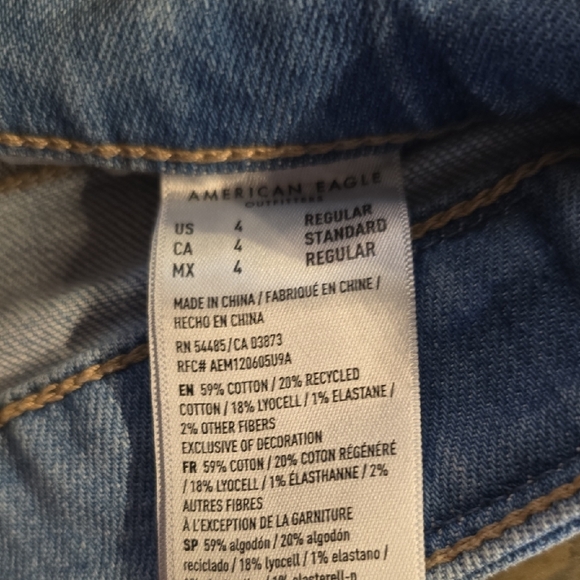 AMERICAN EAGLE
OUTFITTERS
US 4 REGULAR
CA 4 STANDARD
MX 4 REGULAR
MADE IN CHINA / FABRIQUÉ EN CHINE /
HECHO EN CHINA
RN 54485/CA 03873
RFC# AEM120605U9A
EN 59% COTTON / 20% RECYCLED
COTTON / 18% LYOCELL / 1% ELASTANE /
2% OTHER FIBERS
EXCLUSIVE OF DECORATION
FR 59% COTON / 20% COTON RÉGÉNÉRÉ
/ 18% LYOCELL / 1% ÉLASTHANNE / 2%
AUTRES FIBRES
À L'EXCEPTION DE LA GARNITURE
SP 59% algodón / 20% algodón
reciclado / 18% lyocell / 1% elastano /